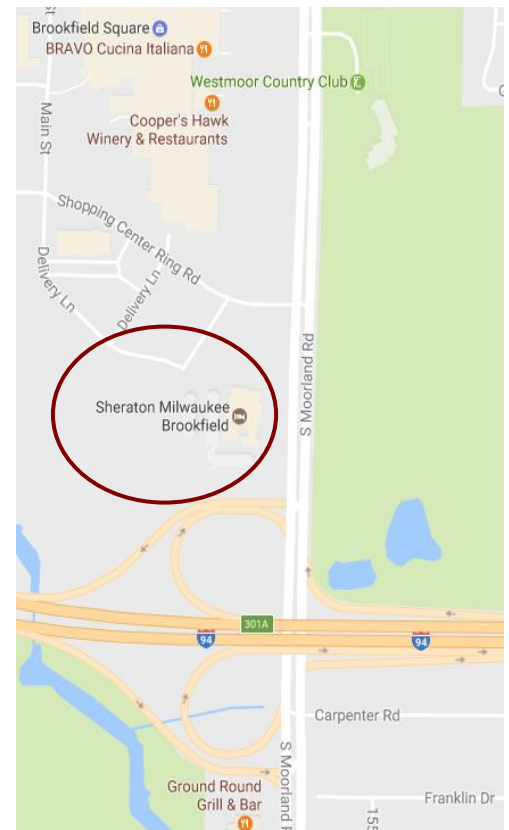 Brookfield Square
BRAVO Cucina Italiana
Westmoor Country Club
Main St
Cooper's Hawk
Winery & Restaurants
Shopping Center Ring Rd
Delivery Ln
Delivery Ln
S Moorland Rd
Sheraton Milwaukee
Brookfield
301A
94
94
Carpenter Rd
S Moorland
Ground Round
Grill & Bar
Franklin Dr